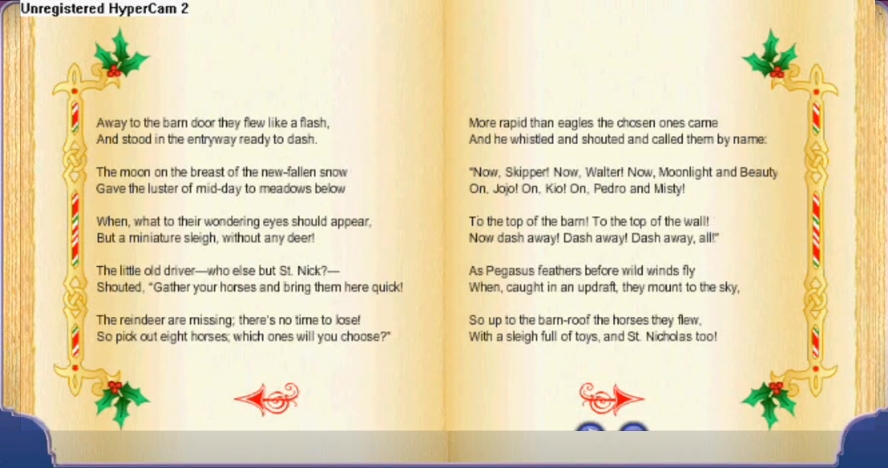 Unregistered HyperCam 2
Away to the barn door they flew like a flash,
And stood in the entryway ready to dash.
The moon on the breast of the new-fallen snow
Gave the luster of mid-day to meadows below
When, what to their wondering eyes should appear,
But a miniature sleigh, without any deer!
The little old driver—who else but St. Nick?—
Shouted, "Gather your horses and bring them here quick!
The reindeer are missing; there's no time to lose!
So pick out eight horses; which ones will you choose?"
More rapid than eagles the chosen ones came
And he whistled and shouted and called them by name:
"Now, Skipper! Now, Walter! Now, Moonlight and Beauty
On, Jojo! On, Kio! On, Pedro and Misty!
To the top of the barn! To the top of the wall!
Now dash away! Dash away! Dash away, all!"
As Pegasus feathers before wild winds fly
When, caught in an updraft, they mount to the sky,
So up to the barn-roof the horses they flew,
With a sleigh full of toys, and St. Nicholas too!